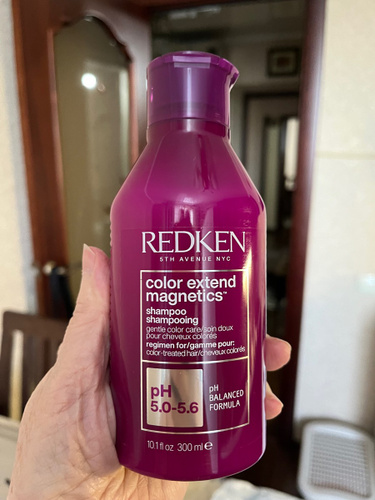 REDKEN
5TH AVENUE NYC
color extend
magnetics™
shampoo
shampooing
gentle color care/soin doux
pour cheveux colorés
regimen for/gamme pour:
color-treated hair/cheveux colorés
pH
5.0-5.6
pH
BALANCED
FORMULA
10.1 fl oz 300 ml e